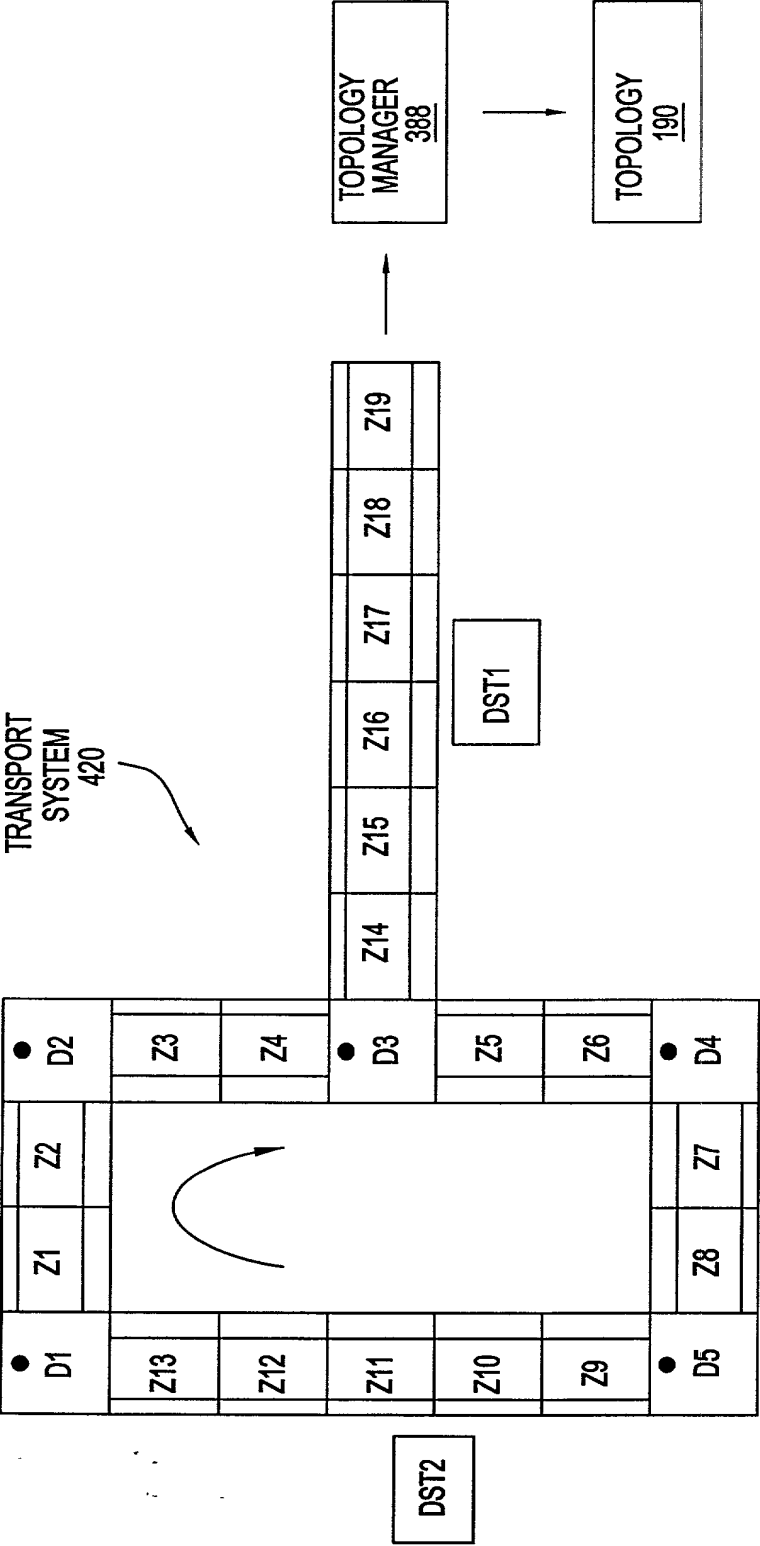 TRANSPORT
SYSTEM
420
D1
Z1
Z2
D2
Z13
Z3
Z12
Z4
DST2
Z11
D3
Z14
Z15
Z16
Z17
Z18
Z19
TOPOLOGY
MANAGER
388
Z10
Z5
DST1
Z9
Z6
D5
Z8
Z7
D4
TOPOLOGY
190